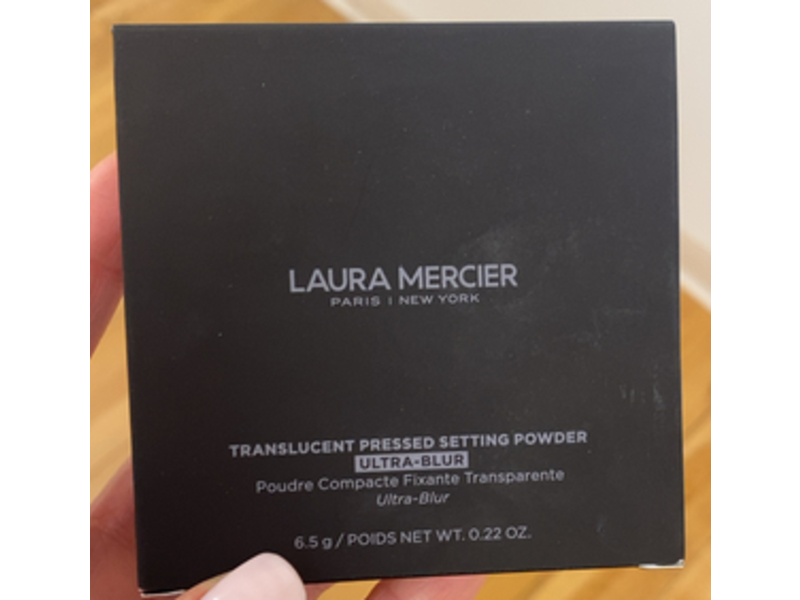 LAURA MERCIER
PARIS | NEW YORK
TRANSLUCENT PRESSED SETTING POWDER
ULTRA-BLUR
Poudre Compacte Fixante Transparente
Ultra-Blur
6.5 g / POIDS NET WT. 0.22 OZ.